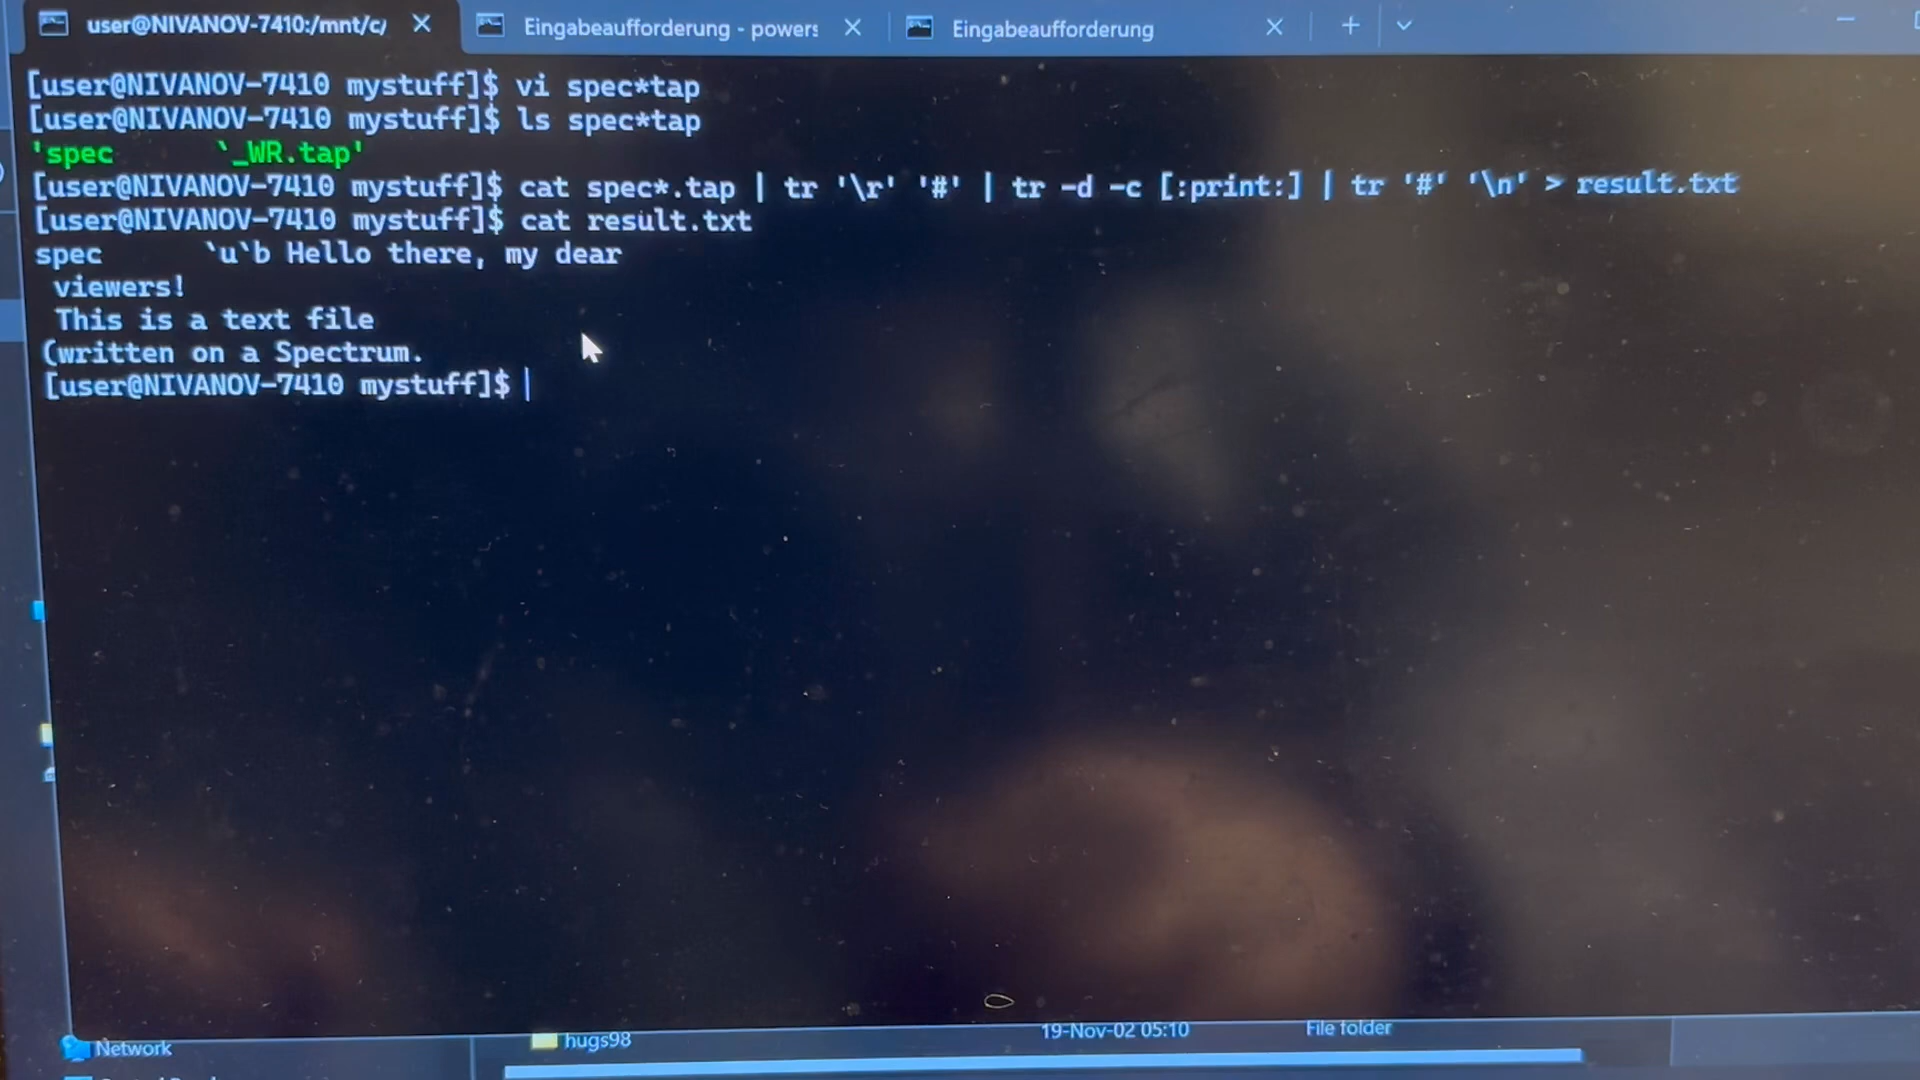 user@NIVANOV-7410:/mnt/c/
Eingabeaufforderung - powers
Eingabeaufforderung
[user@NIVANOV-7410 mystuff]$ vi spec*tap
[user@NIVANOV-7410 mystuff]$ ls spec*tap
'spec      `_WR.tap'
[user@NIVANOV-7410 mystuff]$ cat spec*.tap | tr '\r' '#' | tr -d -c [:print:] | tr '#' '\n' > result.txt
[user@NIVANOV-7410 mystuff]$ cat result.txt
spec      `u`b Hello there, my dear
viewers!
This is a text file
(written on a Spectrum.
[user@NIVANOV-7410 mystuff]$
Network
hugs98
19-Nov-02 05:10
File folder